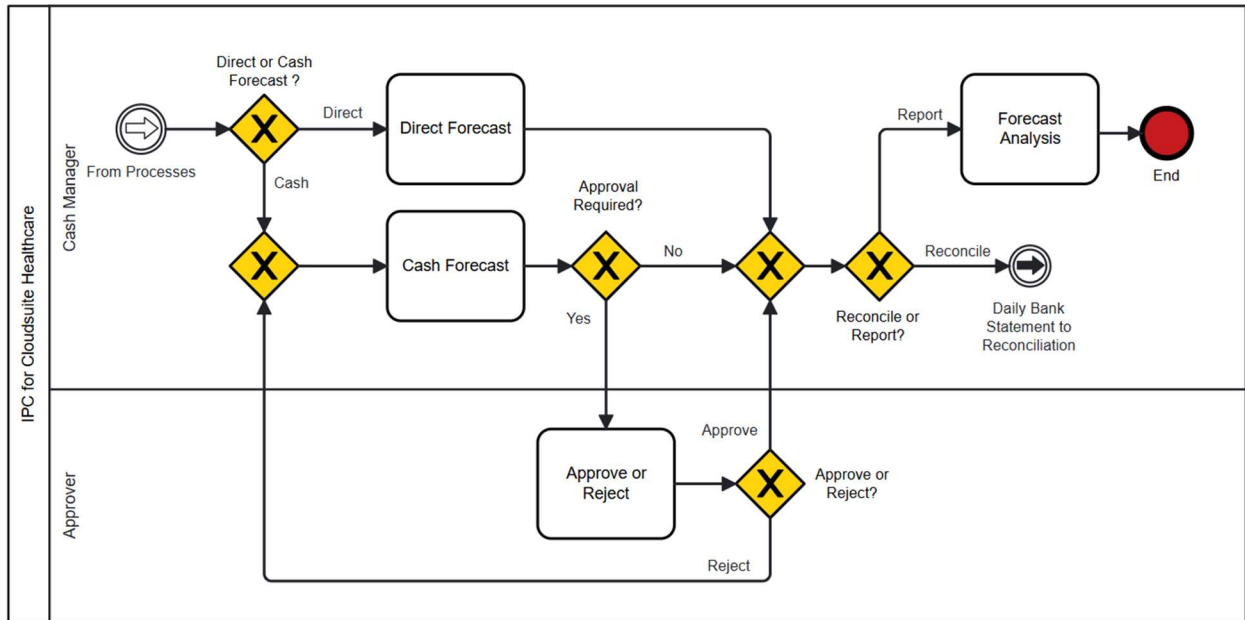 IPC for Cloudsuite Healthcare
Cash Manager
From Processes
Direct or Cash
Forecast ?
Direct
Cash
Direct Forecast
Cash Forecast
Approval
Required?
No
Yes
Reconcile or
Report?
Report
Forecast
Analysis
End
Reconcile
Daily Bank
Statement to
Reconciliation
Approver
Approve or
Reject
Approve
Approve or
Reject?
Reject